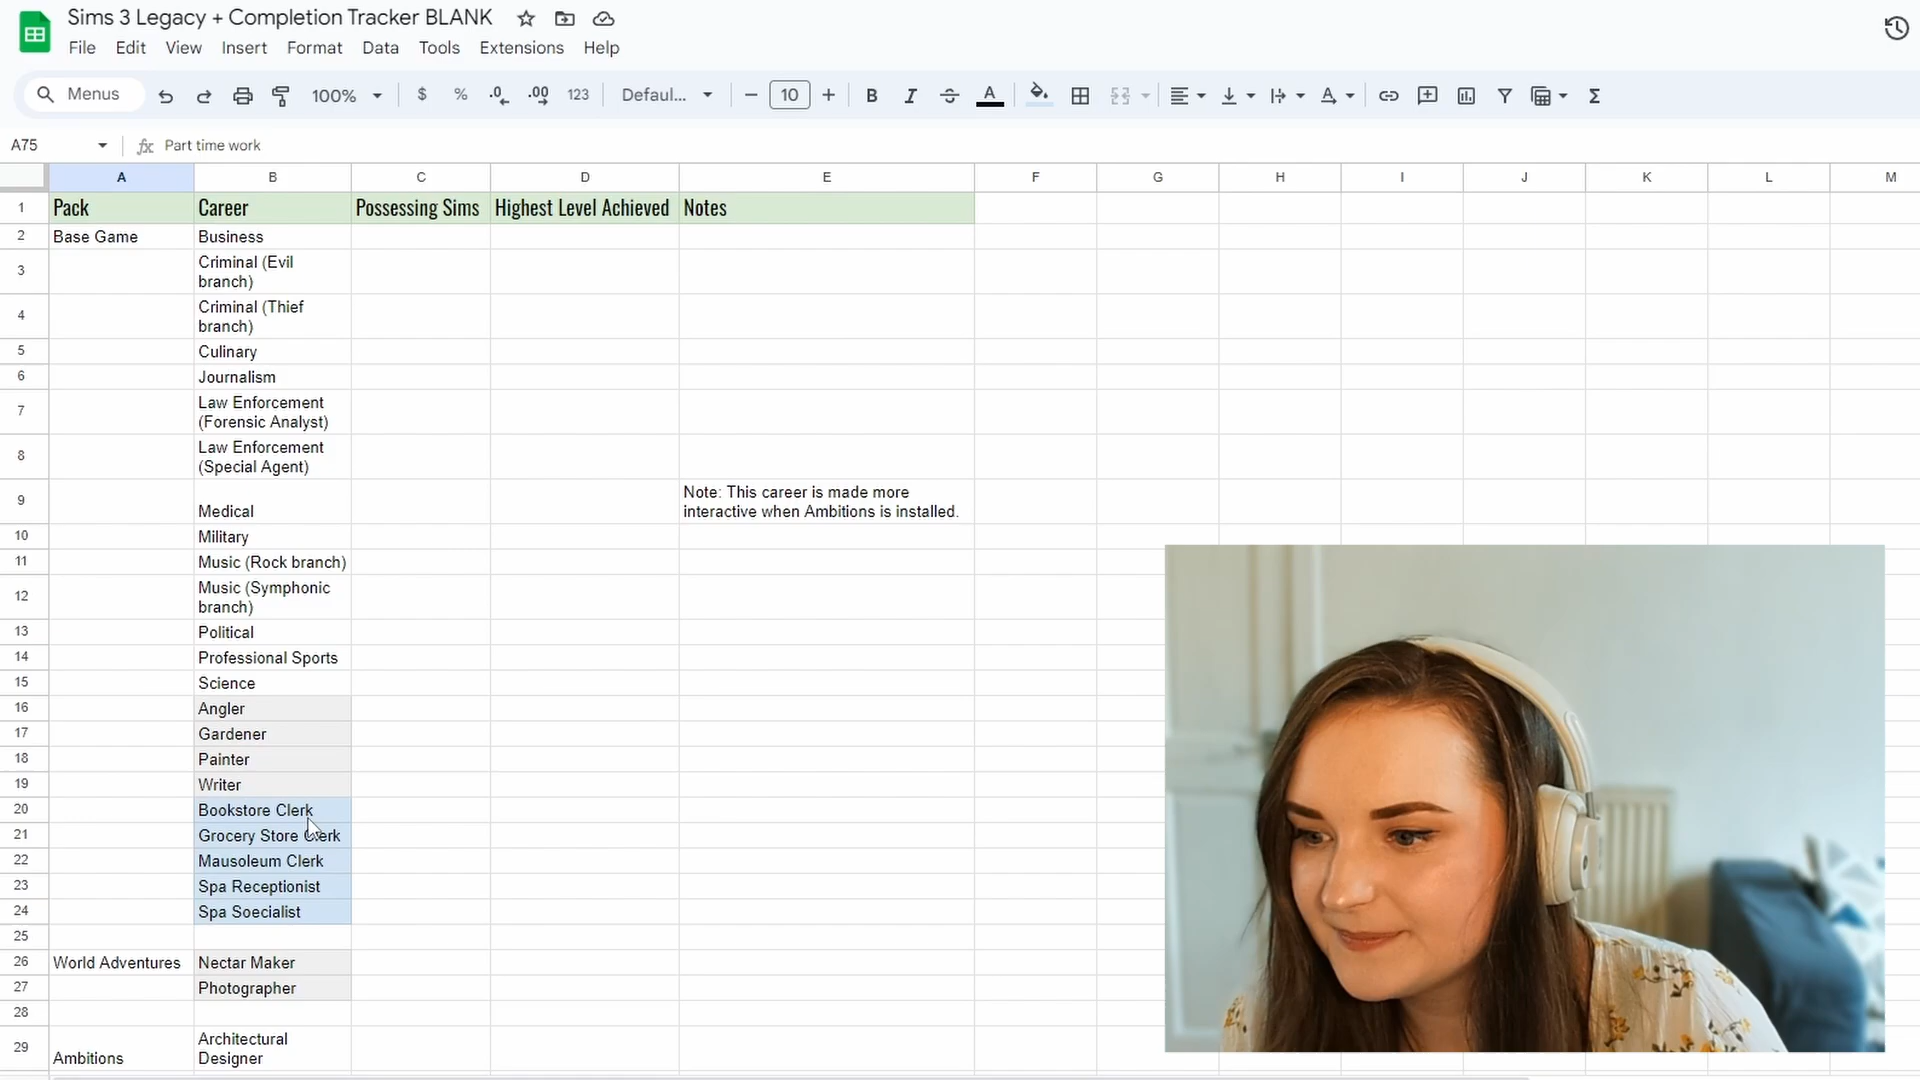 Sims 3 Legacy + Completion Tracker BLANK
File Edit View Insert Format Data Tools Extensions Help
Menus 100% $ % .0 .00 123 Defaul... 10 B I A Σ
A75 fx Part time work
A B C D E F G H I J K L M
1 Pack Career Possessing Sims Highest Level Achieved Notes
2 Base Game Business
3 Criminal (Evil
branch)
4 Criminal (Thief
branch)
5 Culinary
6 Journalism
7 Law Enforcement
(Forensic Analyst)
8 Law Enforcement
(Special Agent)
Note: This career is made more
9 Medical interactive when Ambitions is installed.
10 Military
11 Music (Rock branch)
12 Music (Symphonic
branch)
13 Political
14 Professional Sports
15 Science
16 Angler
17 Gardener
18 Painter
19 Writer
20 Bookstore Clerk
21 Grocery Store Clerk
22 Mausoleum Clerk
23 Spa Receptionist
24 Spa Soecialist
25
26 World Adventures Nectar Maker
27 Photographer
28
29 Architectural
Ambitions Designer